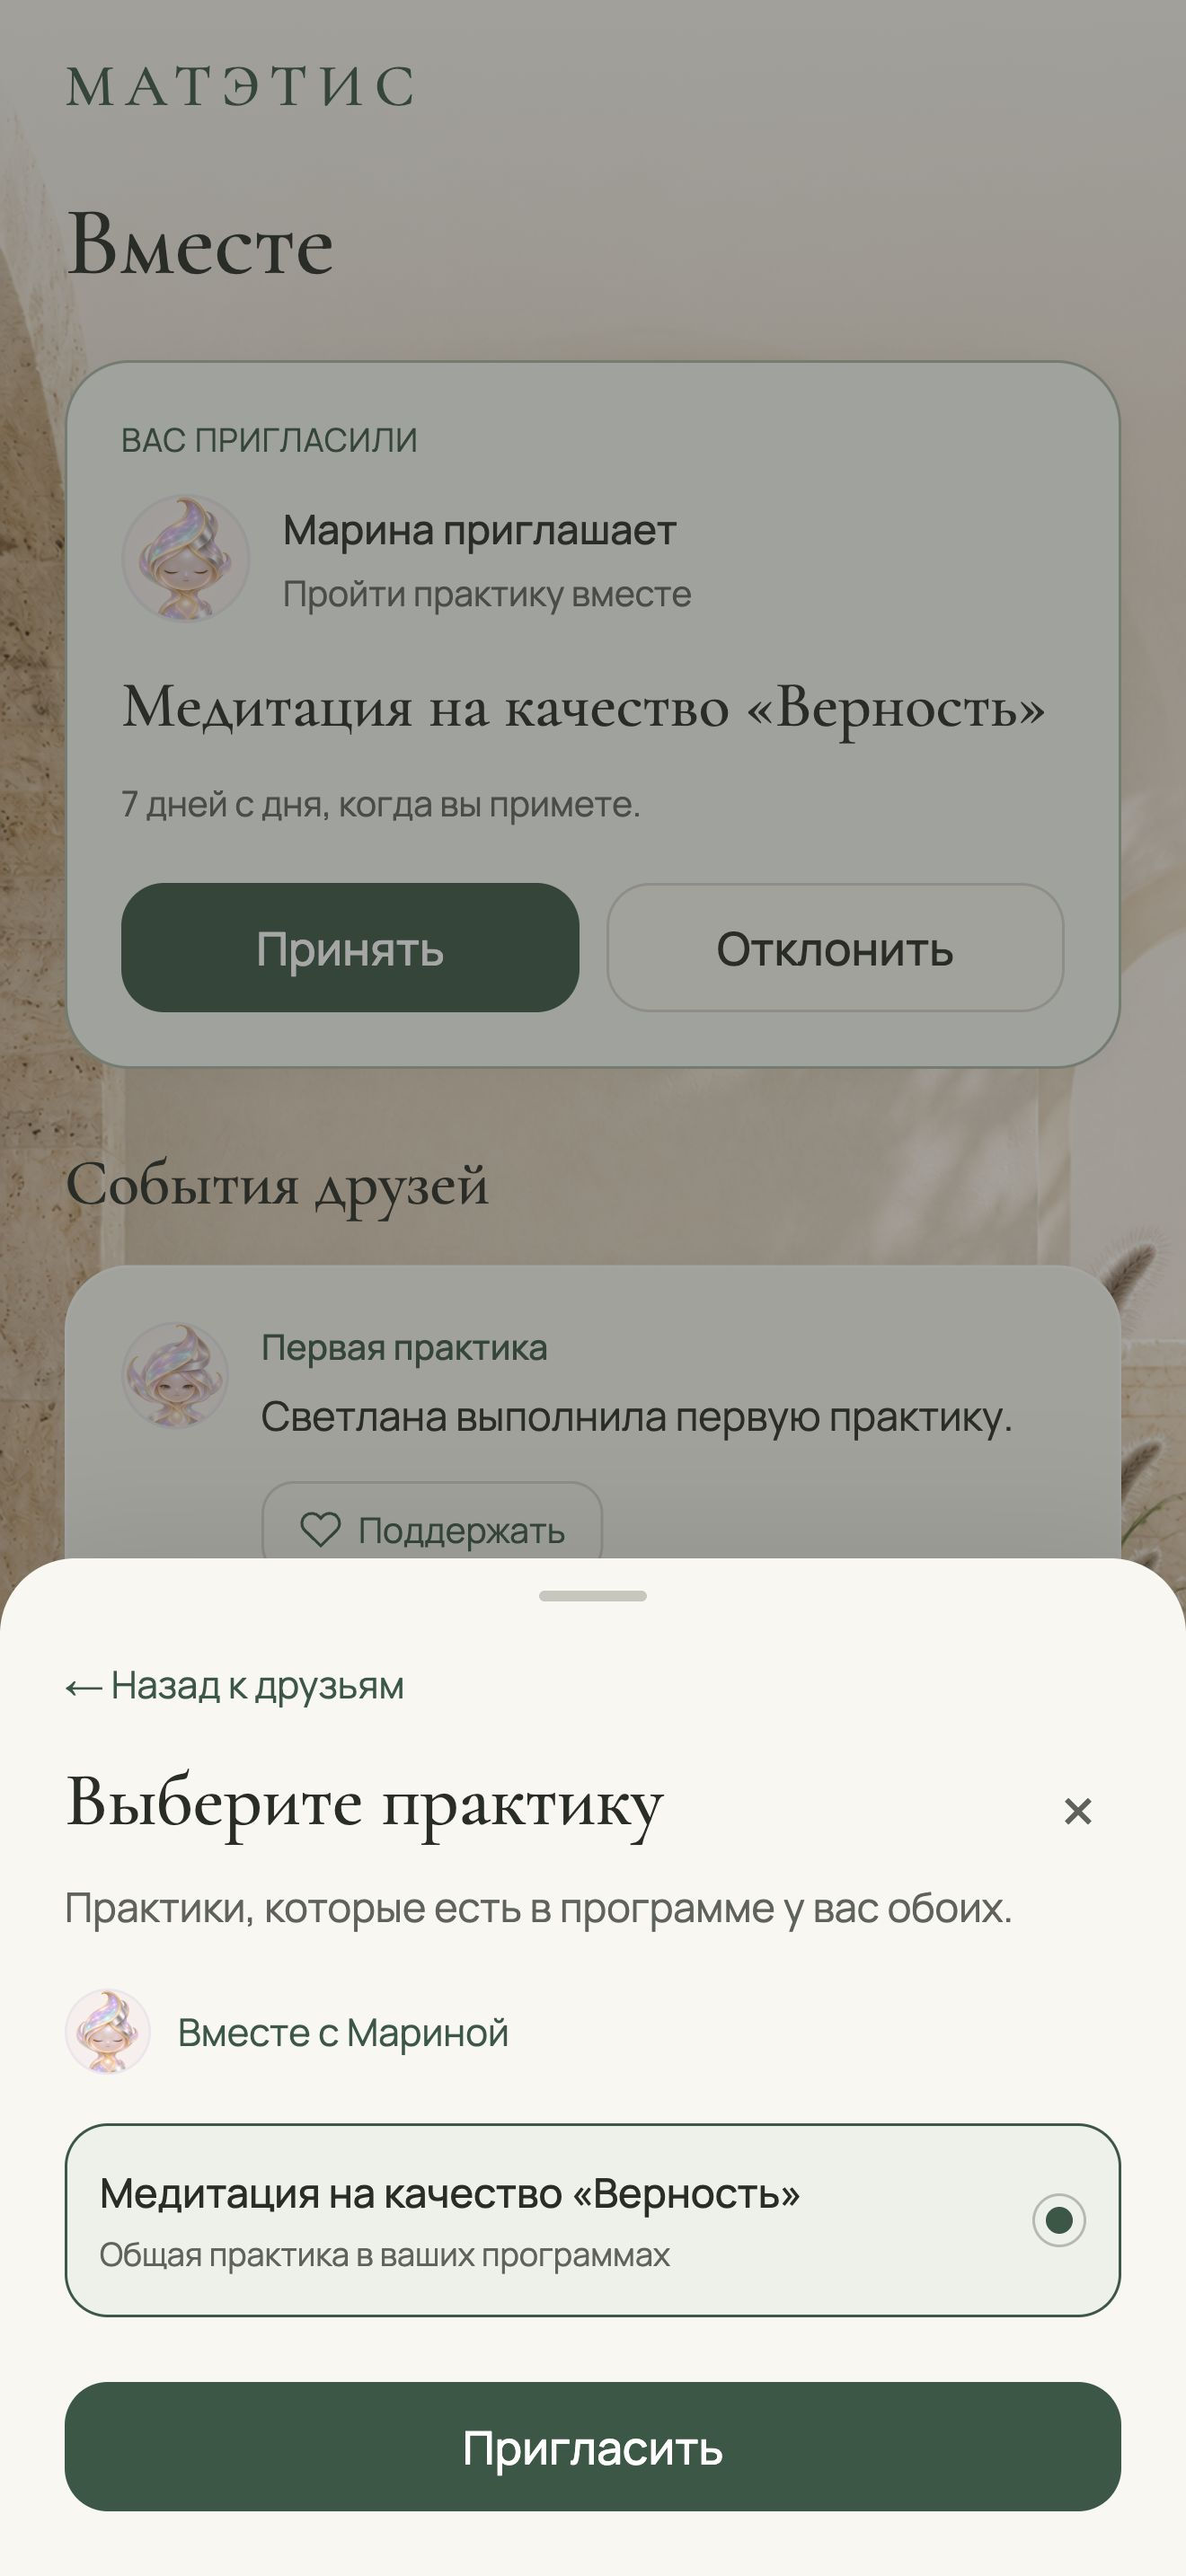 МАТЭТИС
Вместе
ВАС ПРИГЛАСИЛИ
Марина приглашает
Пройти практику вместе
Медитация на качество «Верность»
7 дней с дня, когда вы примете.
Принять
Отклонить
События друзей
Первая практика
Светлана выполнила первую практику.
Поддержать
← Назад к друзьям
Выберите практику
×
Практики, которые есть в программе у вас обоих.
Вместе с Мариной
Медитация на качество «Верность»
Общая практика в ваших программах
Пригласить